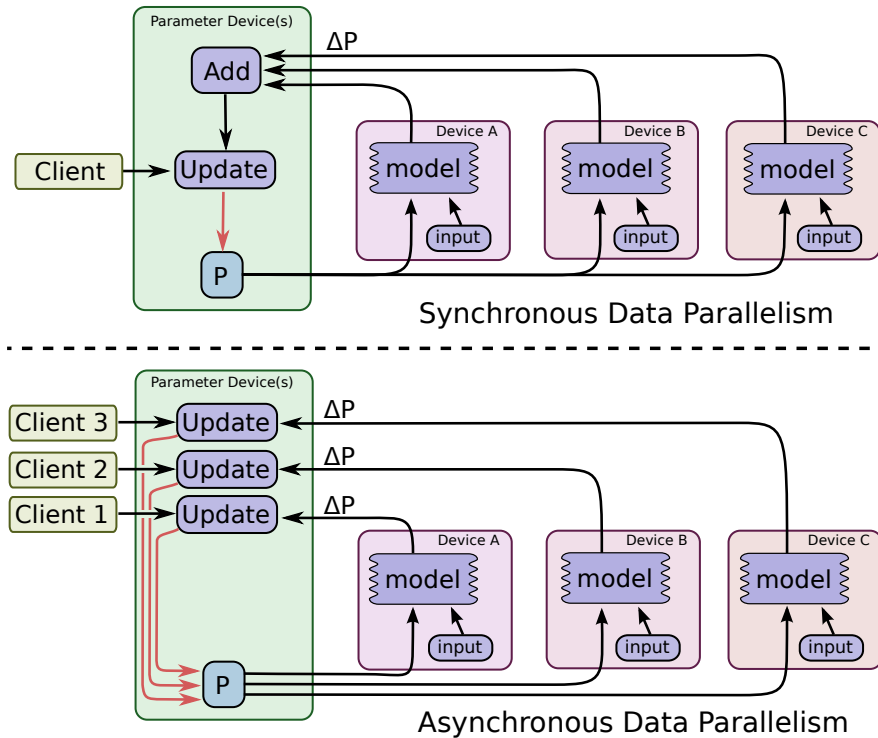 Parameter Device(s)
ΔP
Add
Device A
Device B
Device C
Client
Update
model
model
model
input
input
input
P
Synchronous Data Parallelism
Parameter Device(s)
Client 3
Update
ΔP
Client 2
Update
ΔP
Client 1
Update
ΔP
Device A
Device B
Device C
model
model
model
input
input
input
P
Asynchronous Data Parallelism